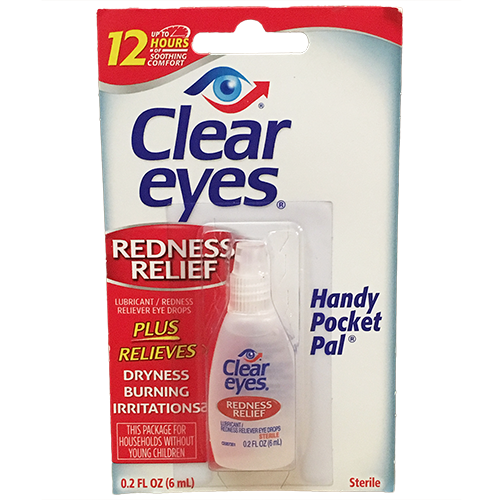 12 UP TO
HOURS
OF
SOOTHING
COMFORT
Clear
eyes®
REDNESS
RELIEF
LUBRICANT / REDNESS
RELIEVER EYE DROPS
PLUS
RELIEVES
DRYNESS
BURNING
IRRITATIONS
THIS PACKAGE FOR
HOUSEHOLDS WITHOUT
YOUNG CHILDREN
0.2 FL OZ (6 mL)
Handy
Pocket
Pal®
Sterile
Clear
eyes®
REDNESS
RELIEF
LUBRICANT/
REDNESS RELIEVER EYE DROPS
STERILE
0.2 FL OZ (6 mL)